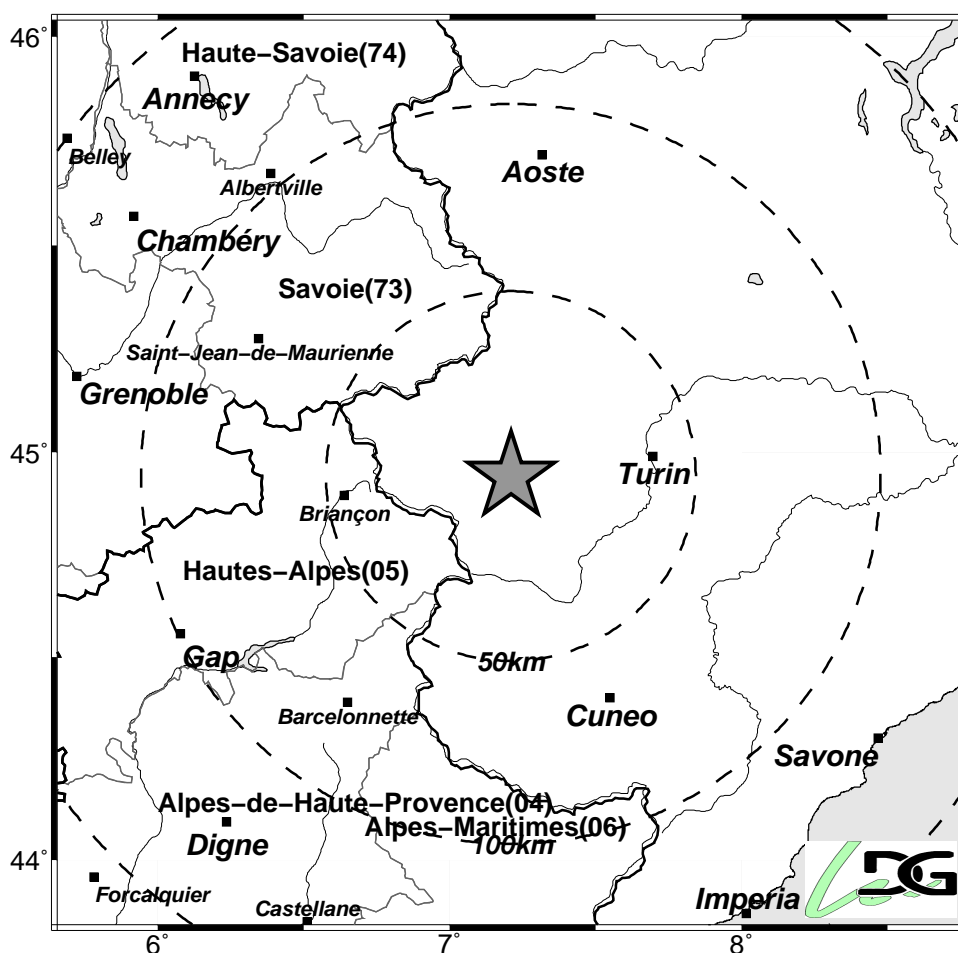 46°
Haute−Savoie(74)
Annecy
Belley
Aoste
Albertville
Chambéry
Savoie(73)
Saint−Jean−de−Maurienne
Grenoble
45°
Turin
Briançon
Hautes−Alpes(05)
Gap
50km
Barcelonnette
Cuneo
Savone
Alpes−de−Haute−Provence(04)
Alpes−Maritimes(06)
Digne
100km
44°
Forcalquier
Castellane
Imperia
DG
6°
7°
8°